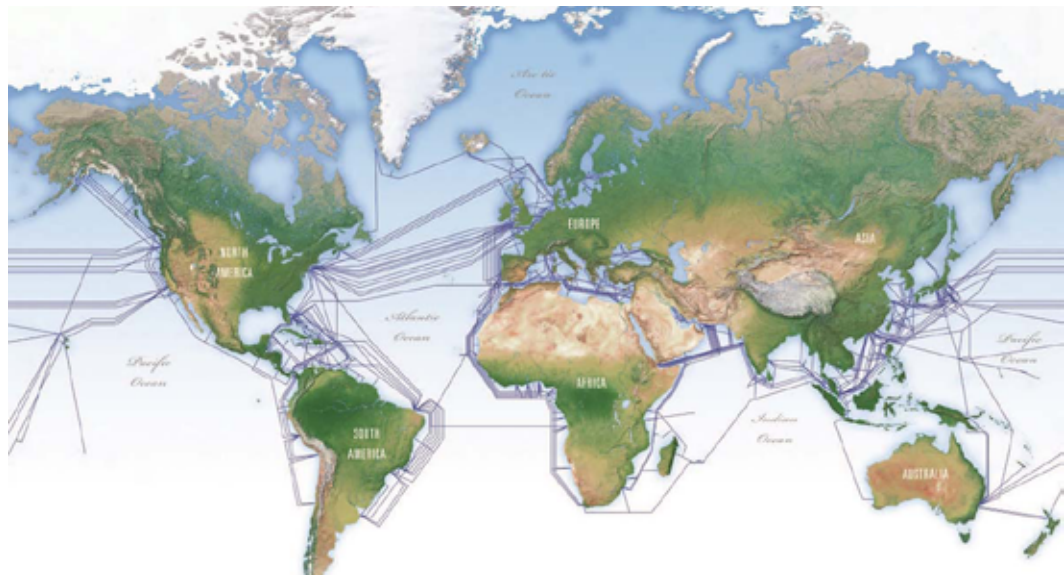 Arctic
Ocean
NORTH
AMERICA
EUROPE
ASIA
Atlantic
Ocean
Pacific
Ocean
Pacific
Ocean
AFRICA
SOUTH
AMERICA
Indian
Ocean
AUSTRALIA